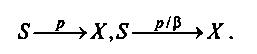 S —p→ X, S —p/β→ X.